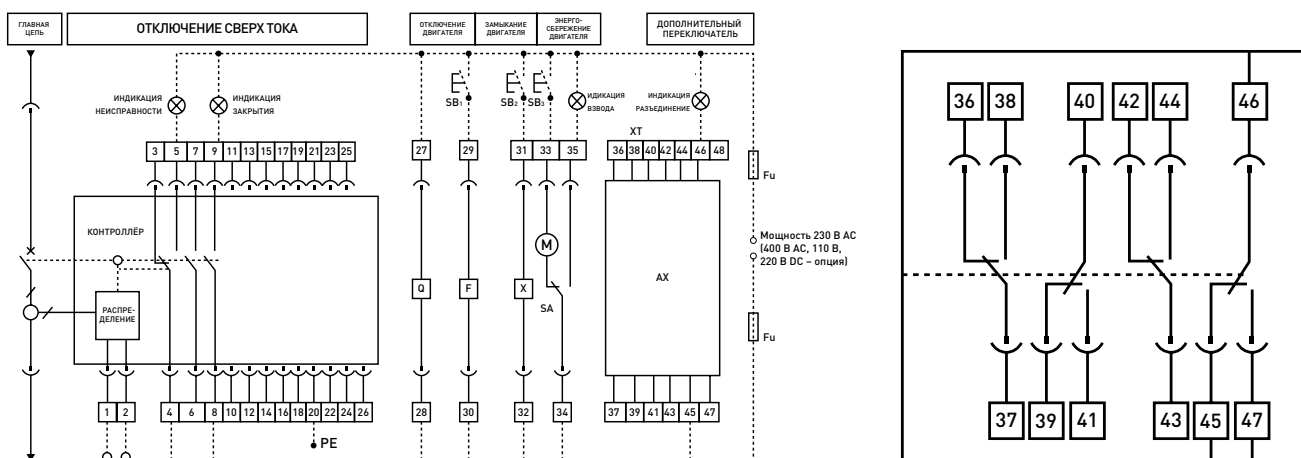 ГЛАВНАЯ
ЦЕПЬ
ОТКЛЮЧЕНИЕ СВЕРХ ТОКА
ОТКЛЮЧЕНИЕ
ДВИГАТЕЛЯ
ЗАМЫКАНИЕ
ДВИГАТЕЛЯ
ЭНЕРГО-
СБЕРЕЖЕНИЕ
ДВИГАТЕЛЯ
ДОПОЛНИТЕЛЬНЫЙ
ПЕРЕКЛЮЧАТЕЛЬ
ИНДИКАЦИЯ
НЕИСПРАВНОСТИ
ИНДИКАЦИЯ
ЗАКРЫТИЯ
SB1
SB2
SB3
ИДИКАЦИЯ
ВЗВОДА
ИНДИКАЦИЯ
РАЗЪЕДИНЕНИЕ
XT
3 5 7 9 11 13 15 17 19 21 23 25
27
29
31 33 35
36 38 40 42 44 46 48
Fu
КОНТРОЛЛЁР
M
Мощность 230 В АС
(400 В АС, 110 В,
220 В DC – опция)
РАСПРЕ-
ДЕЛЕНИЕ
Q
F
X
SA
AX
Fu
1 2
4 6 8 10 12 14 16 18 20 22 24 26
28
30
32
34
37 39 41 43 45 47
PE
36 38 40 42 44 46
37 39 41 43 45 47